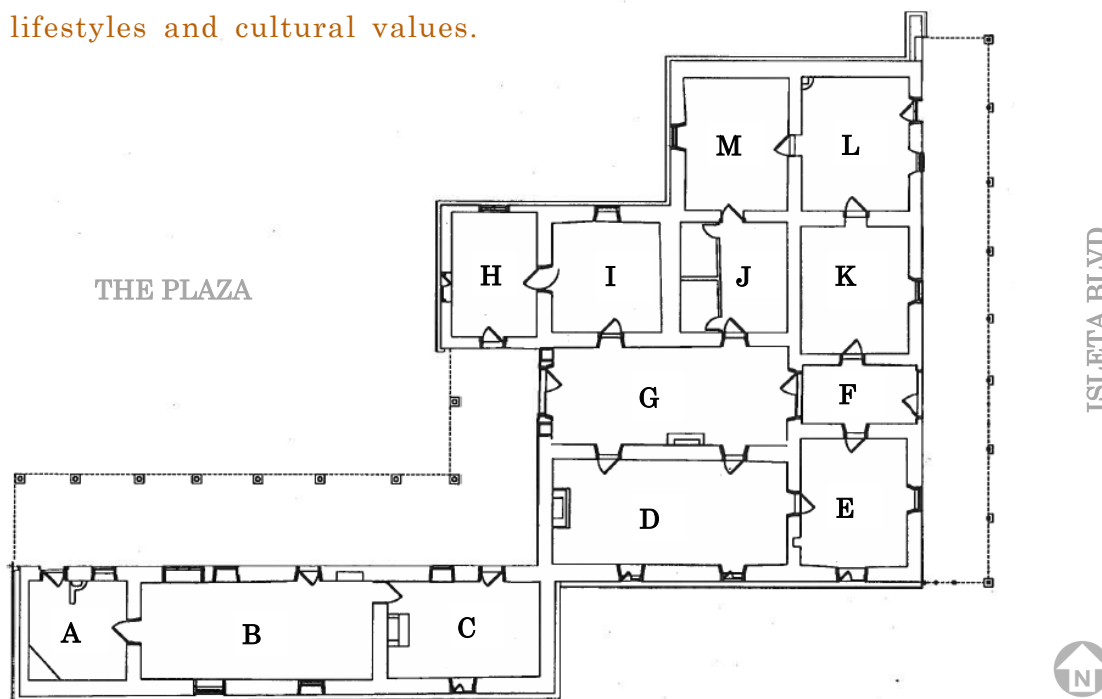 lifestyles and cultural values.
M
L
H
I
J
K
THE PLAZA
ISLETA BLVD
G
F
D
E
A
B
C
N